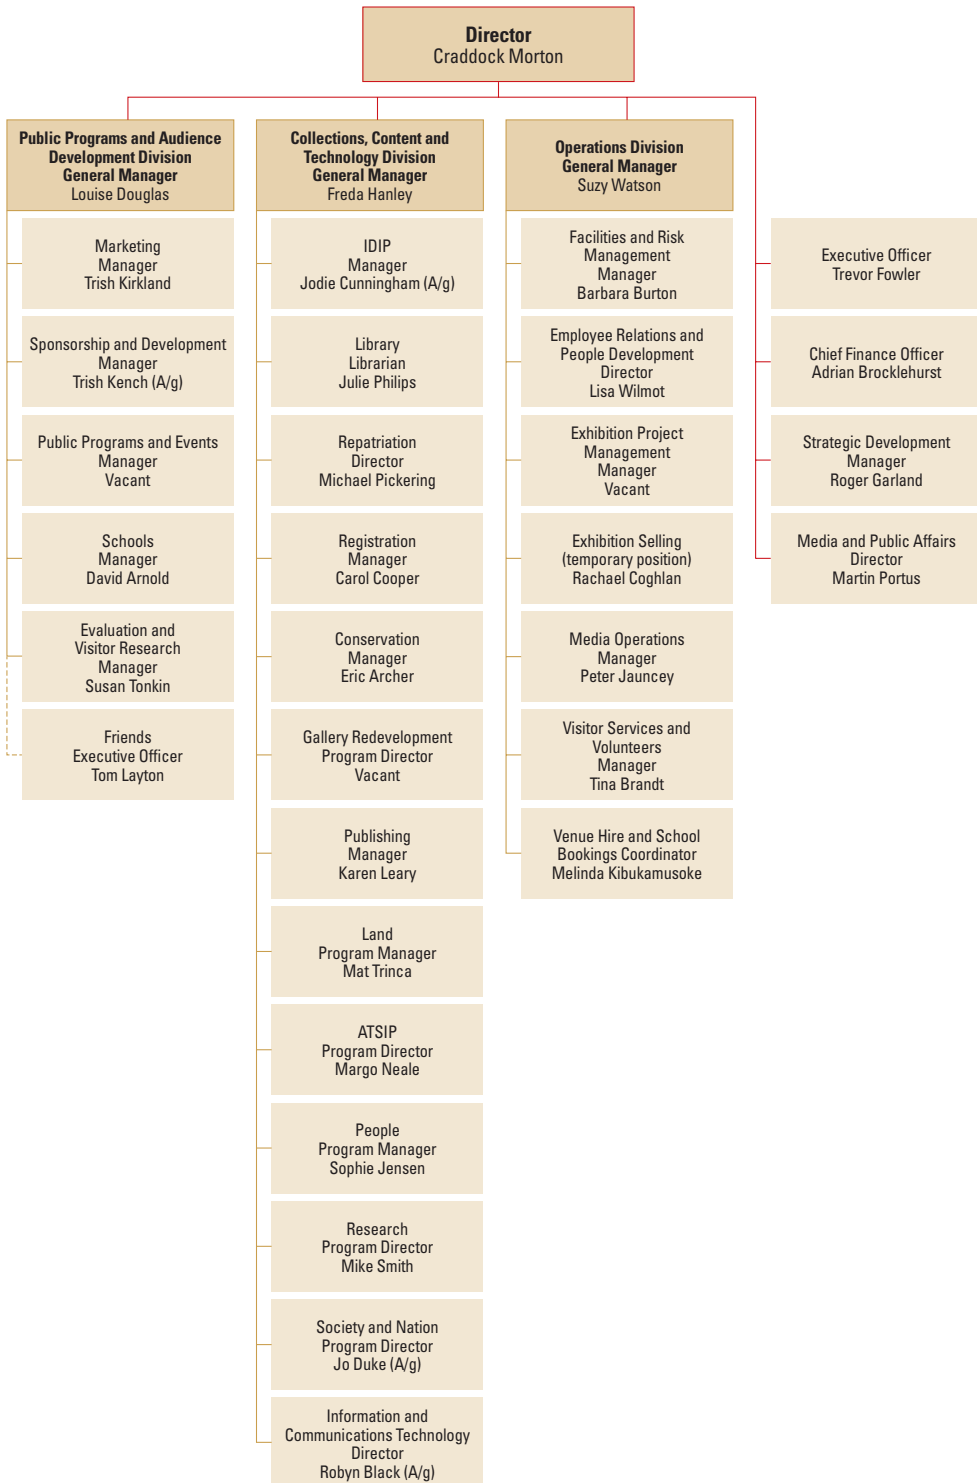 Director
Craddock Morton
Public Programs and Audience
Development Division
General Manager
Louise Douglas
Marketing
Manager
Trish Kirkland
Sponsorship and Development
Manager
Trish Kench (A/g)
Public Programs and Events
Manager
Vacant
Schools
Manager
David Arnold
Evaluation and
Visitor Research
Manager
Susan Tonkin
Friends
Executive Officer
Tom Layton
Collections, Content and
Technology Division
General Manager
Freda Hanley
IDIP
Manager
Jodie Cunningham (A/g)
Library
Librarian
Julie Philips
Repatriation
Director
Michael Pickering
Registration
Manager
Carol Cooper
Conservation
Manager
Eric Archer
Gallery Redevelopment
Program Director
Vacant
Publishing
Manager
Karen Leary
Land
Program Manager
Mat Trinca
ATSIP
Program Director
Margo Neale
People
Program Manager
Sophie Jensen
Research
Program Director
Mike Smith
Society and Nation
Program Director
Jo Duke (A/g)
Information and
Communications Technology
Director
Robyn Black (A/g)
Operations Division
General Manager
Suzy Watson
Facilities and Risk
Management
Manager
Barbara Burton
Employee Relations and
People Development
Director
Lisa Wilmot
Exhibition Project
Management
Manager
Vacant
Exhibition Selling
(temporary position)
Rachael Coghlan
Media Operations
Manager
Peter Jauncey
Visitor Services and
Volunteers
Manager
Tina Brandt
Venue Hire and School
Bookings Coordinator
Melinda Kibukamusoke
Executive Officer
Trevor Fowler
Chief Finance Officer
Adrian Brocklehurst
Strategic Development
Manager
Roger Garland
Media and Public Affairs
Director
Martin Portus